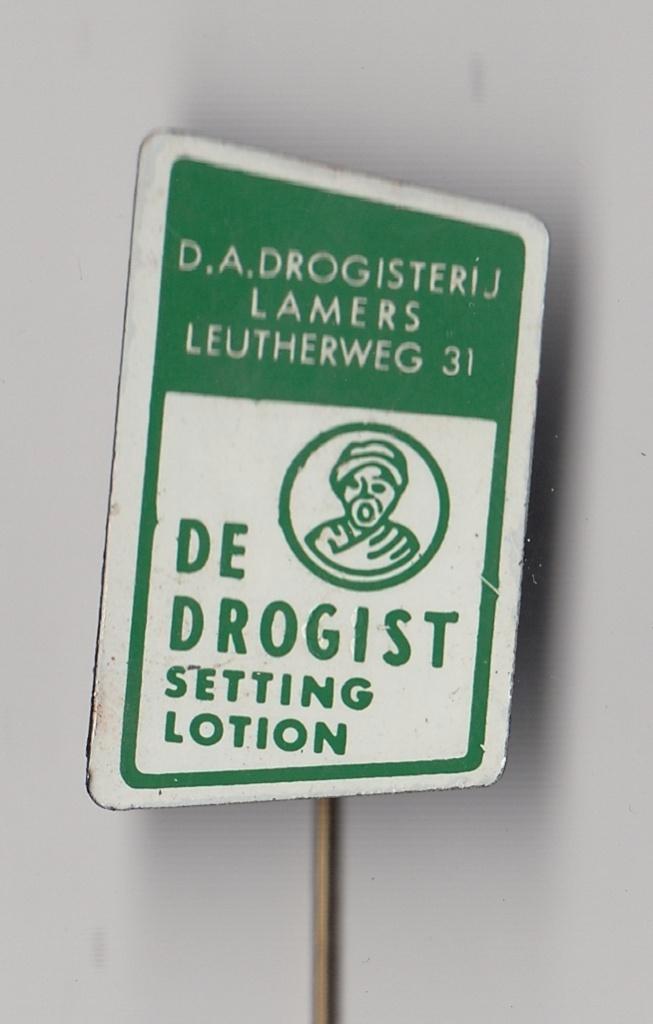 D.A.DROGISTERIJ
LAMERS
LEUTHERWEG 31
DE
DROGIST
SETTING
LOTION